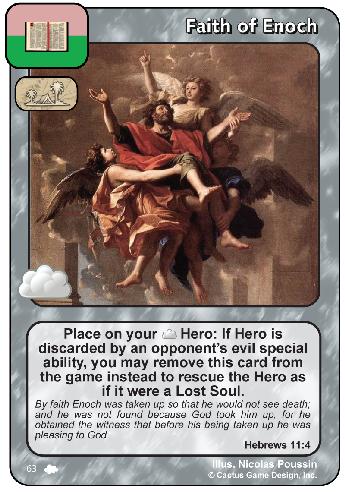 Faith of Enoch
Place on your Hero: If Hero is
discarded by an opponent's evil special
ability, you may remove this card from
the game instead to rescue the Hero as
if it were a Lost Soul.
By faith Enoch was taken up so that he would not see death;
and he was not found because God took him up, for he
obtained the witness that before his being taken up he was
pleasing to God
Hebrews 11:4
Illus. Nicolas Poussin
63
© Cactus Game Design, Inc.